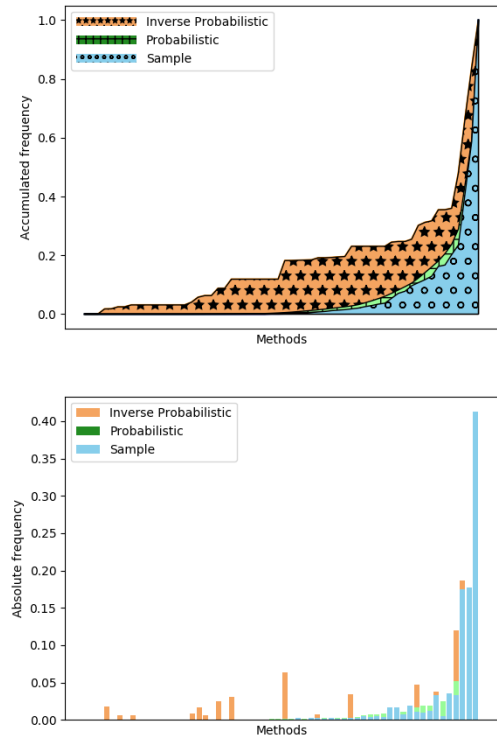 1.0
0.8
0.6
0.4
0.2
0.0
Accumulated frequency
Inverse Probabilistic
Probabilistic
Sample
Methods
0.40
0.35
0.30
0.25
0.20
0.15
0.10
0.05
0.00
Absolute frequency
Inverse Probabilistic
Probabilistic
Sample
Methods